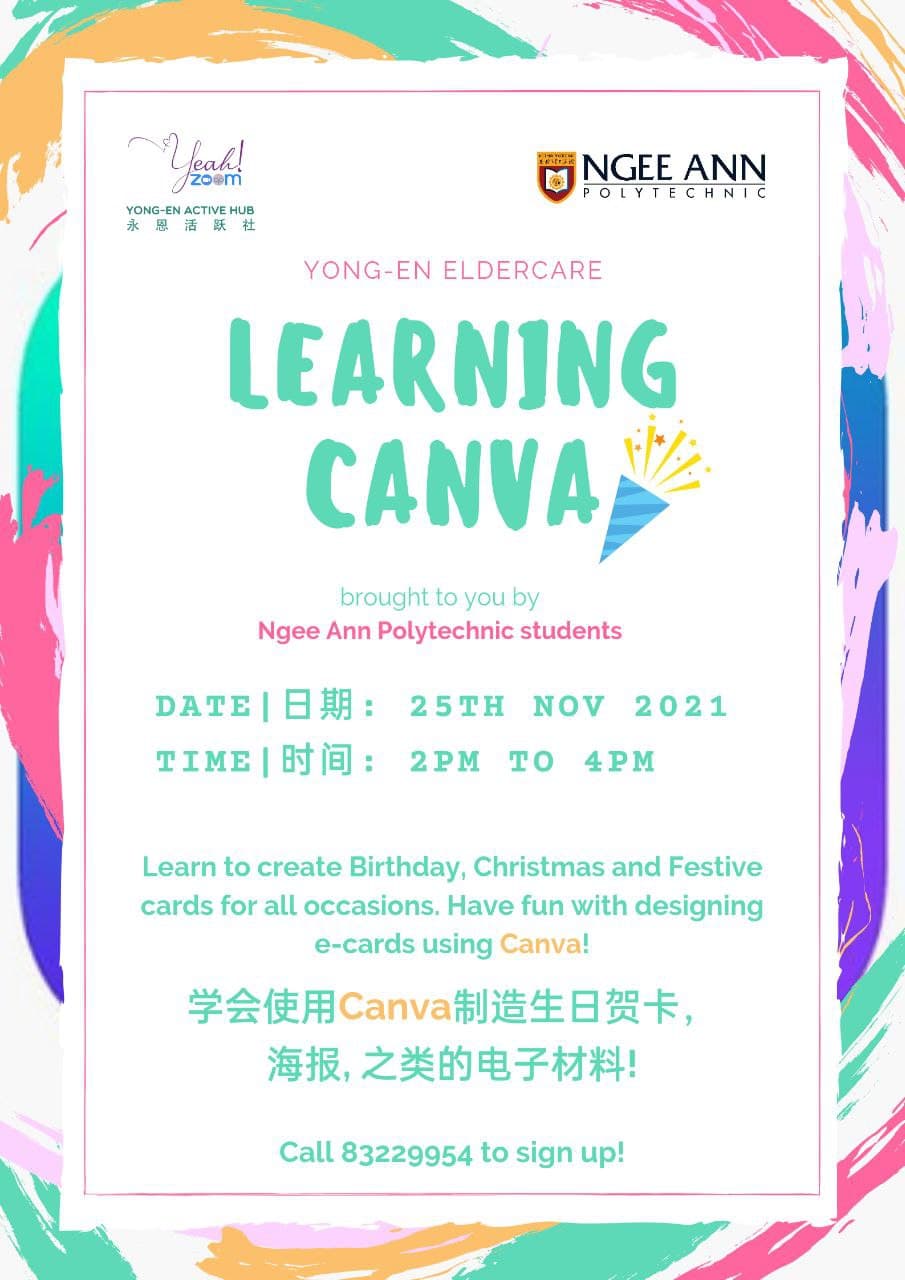 Yeah!
zoom
YONG-EN ACTIVE HUB
永恩活跃社
NGEE ANN
POLYTECHNIC
YONG-EN ELDERCARE
LEARNING
CANVA
brought to you by
Ngee Ann Polytechnic students
DATE|日期: 25TH NOV 2021
TIME|时间: 2PM TO 4PM
Learn to create Birthday, Christmas and Festive
cards for all occasions. Have fun with designing
e-cards using Canva!
学会使用Canva制造生日贺卡,
海报, 之类的电子材料!
Call 83229954 to sign up!